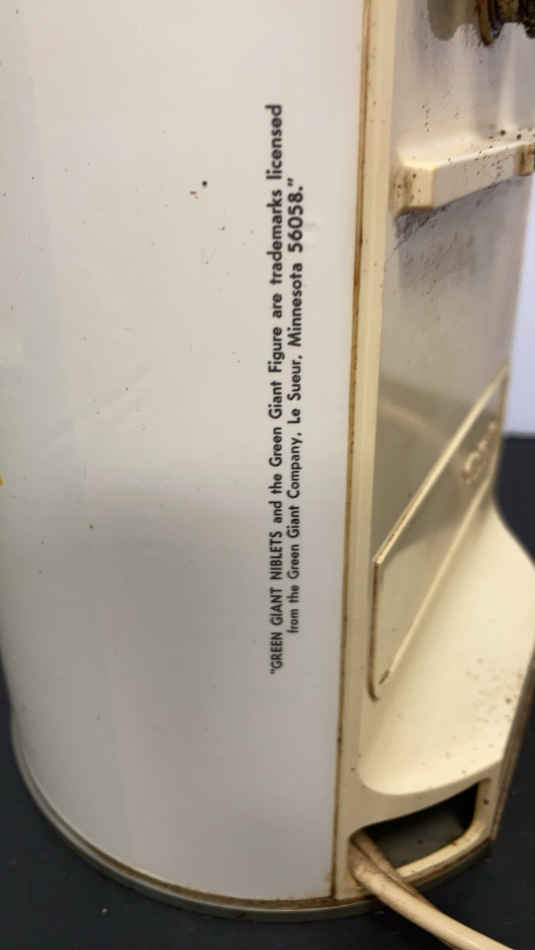 "GREEN GIANT NIBLETS and the Green Giant Figure are trademarks licensed
from the Green Giant Company, Le Sueur, Minnesota 56058."